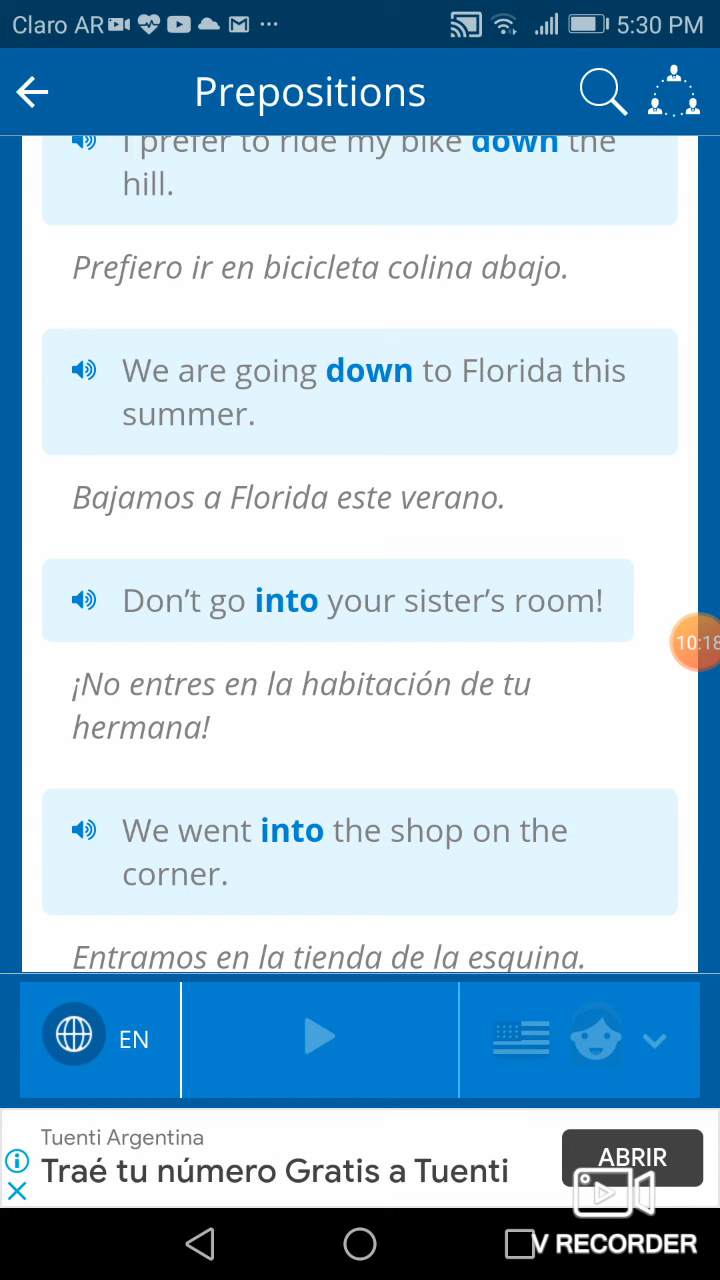 Claro AR ... 5:30 PM
Prepositions
I prefer to ride my bike down the
hill.
Prefiero ir en bicicleta colina abajo.
We are going down to Florida this
summer.
Bajamos a Florida este verano.
Don’t go into your sister’s room!
10:18
¡No entres en la habitación de tu
hermana!
We went into the shop on the
corner.
Entramos en la tienda de la esquina.
EN
Tuenti Argentina
Traé tu número Gratis a Tuenti
ABRIR
V RECORDER